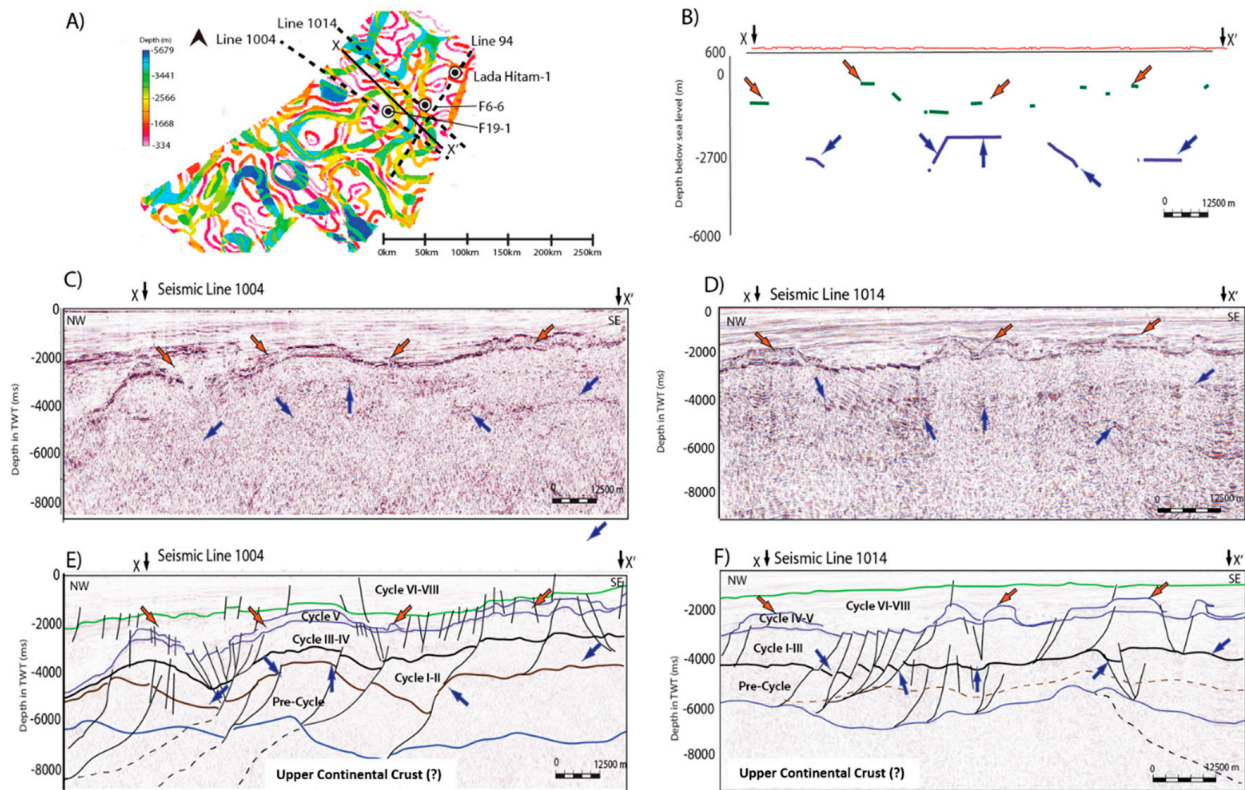 A)
Line 1014
Line 1004
X
Line 94
Lada Hitam-1
F6-6
F19-1
X'
Depth (m)
-5679
-3441
-2566
-1668
-334
0km
50km
100km
150km
200km
250km
B)
X
X'
600
0
-2700
-6000
Depth below sea level (m)
12500 m
C)
X
Seismic Line 1004
X'
NW
SE
0
-2000
-4000
-6000
-8000
Depth in TWT (ms)
0
12500 m
D)
X
Seismic Line 1014
X'
NW
SE
0
-2000
-4000
-6000
-8000
Depth in TWT (ms)
0
12500 m
E)
X
Seismic Line 1004
X'
NW
SE
0
-2000
-4000
-6000
-8000
Depth in TWT (ms)
Cycle VI-VIII
Cycle V
Cycle III-IV
Cycle I-II
Pre-Cycle
Upper Continental Crust (?)
0
12500 m
F)
X
Seismic Line 1014
X'
NW
SE
-2000
-4000
-6000
-8000
Depth in TWT (ms)
Cycle VI-VIII
Cycle IV-V
Cycle I-III
Pre-Cycle
Upper Continental Crust (?)
0
12500 m